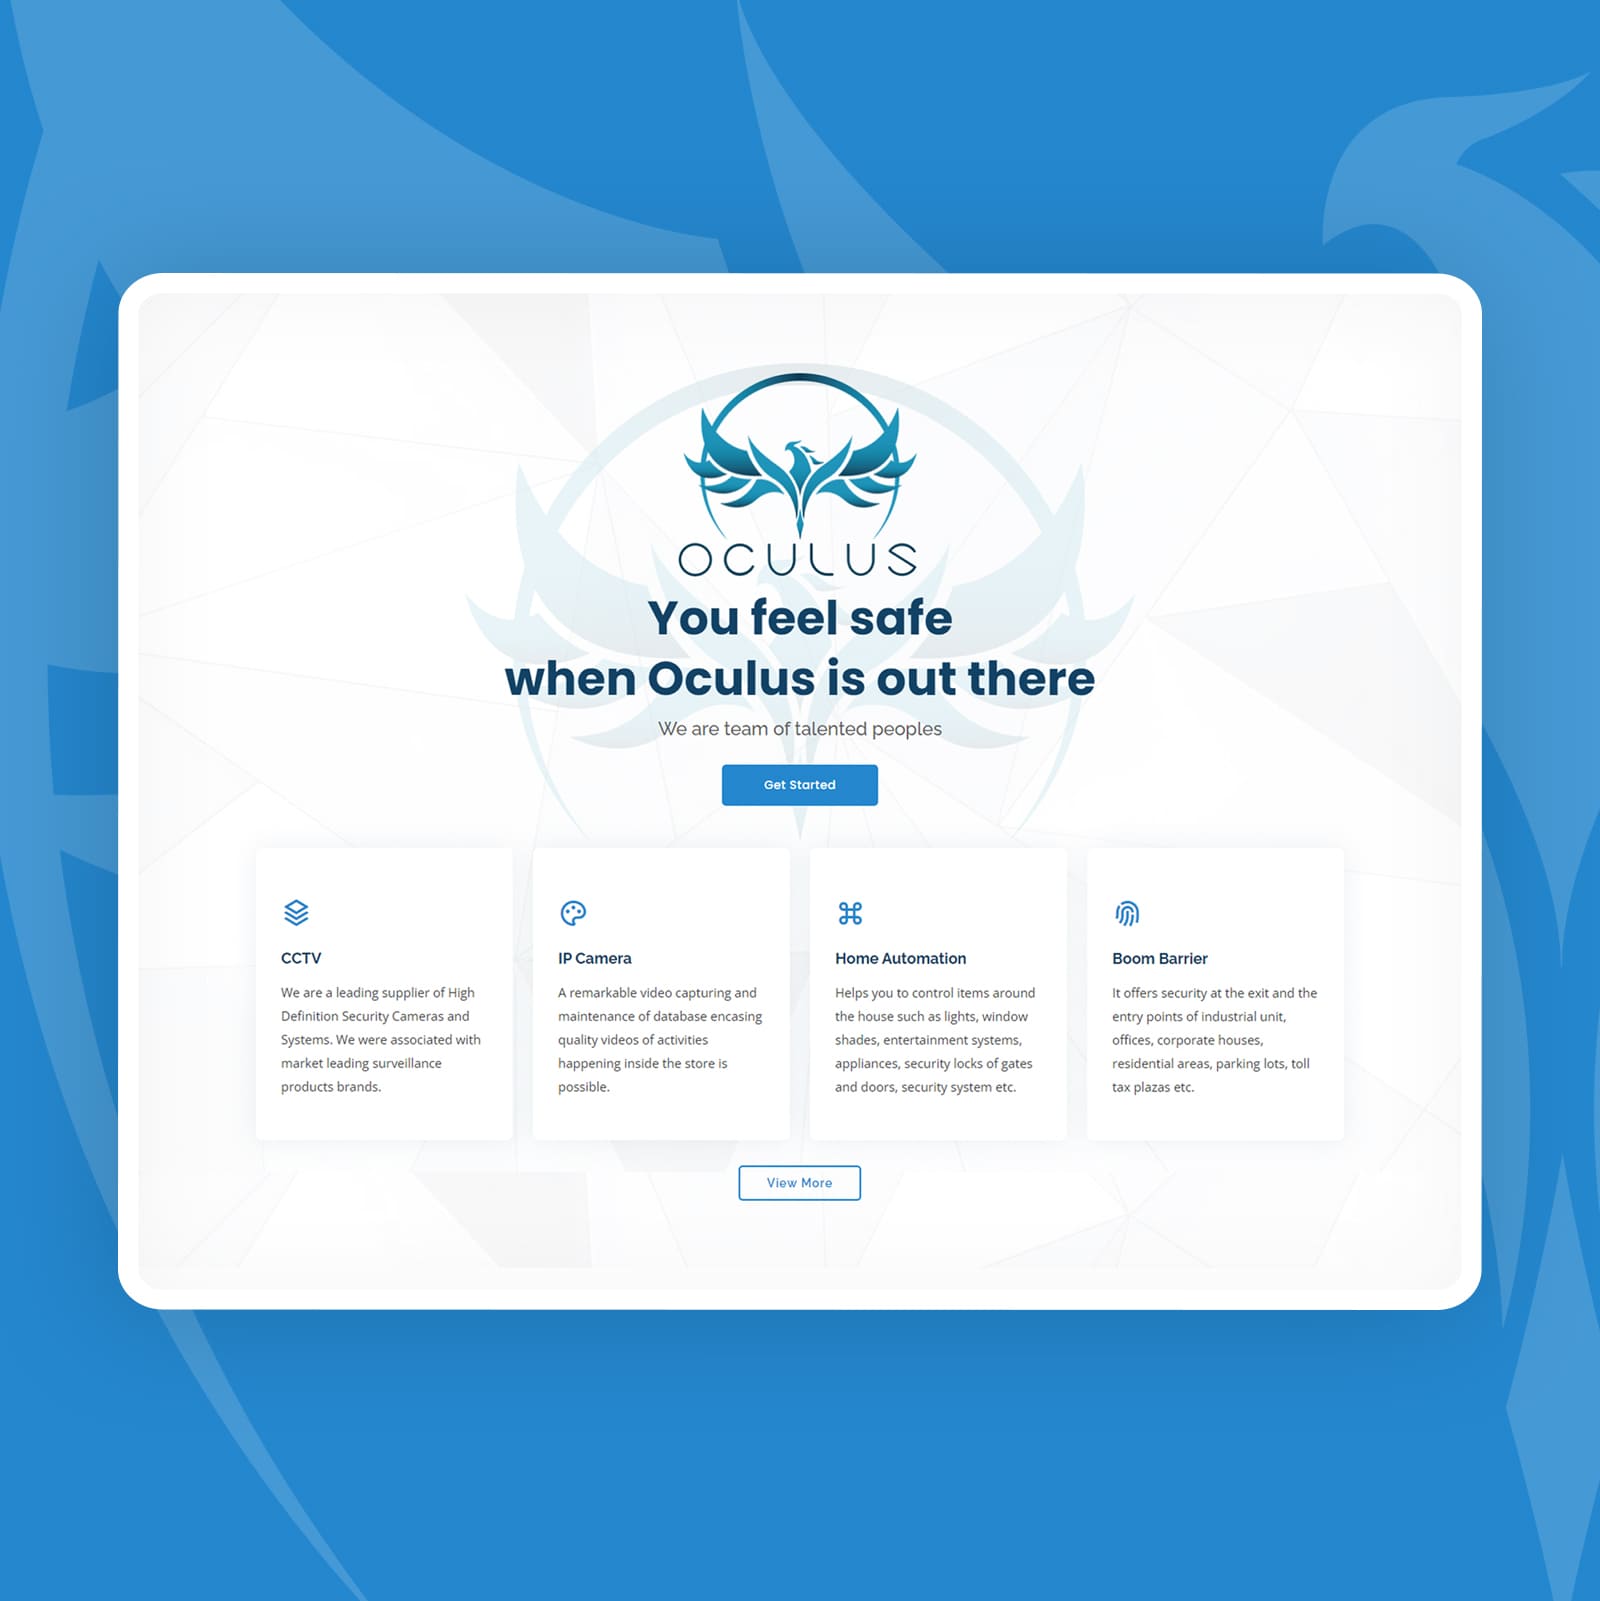 OCULUS
You feel safe
when Oculus is out there
We are team of talented peoples
Get Started
CCTV
We are a leading supplier of High
Definition Security Cameras and
Systems. We were associated with
market leading surveillance
products brands.
IP Camera
A remarkable video capturing and
maintenance of database encasing
quality videos of activities
happening inside the store is
possible.
Home Automation
Helps you to control items around
the house such as lights, window
shades, entertainment systems,
appliances, security locks of gates
and doors, security system etc.
Boom Barrier
It offers security at the exit and the
entry points of industrial unit,
offices, corporate houses,
residential areas, parking lots, toll
tax plazas etc.
View More